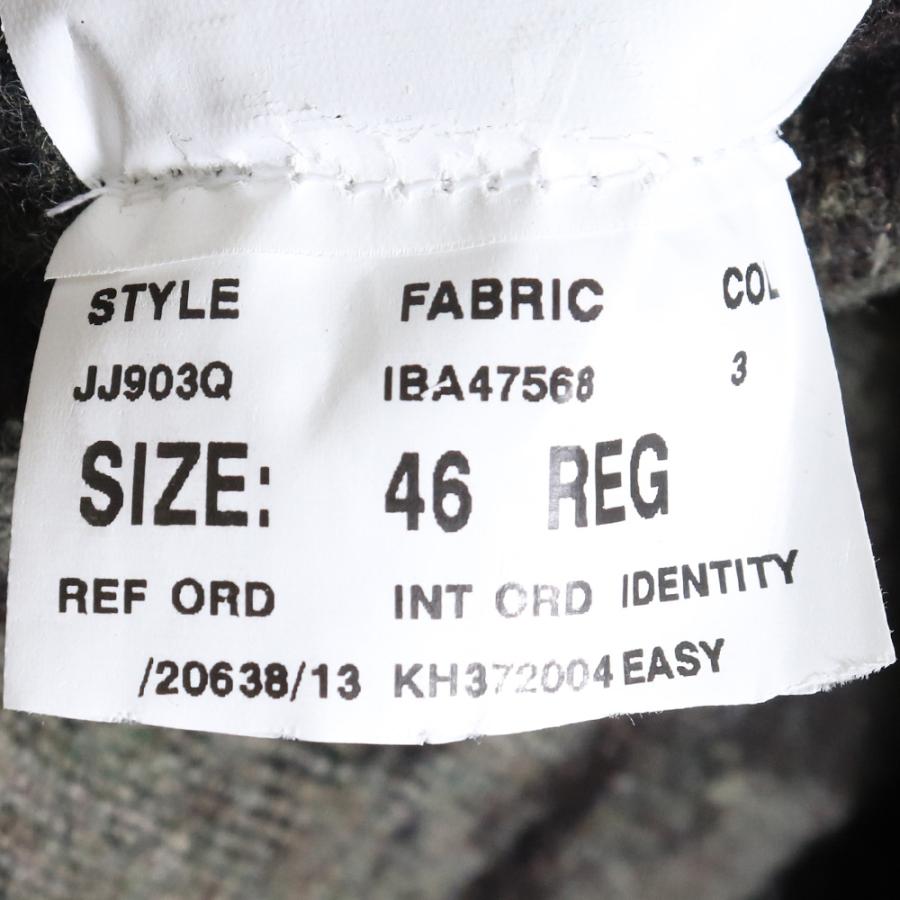 STYLE FABRIC COL
JJ903Q IBA47568 3
SIZE: 46 REG
REF ORD INT ORD IDENTITY
/20638/13 KH372004 EASY